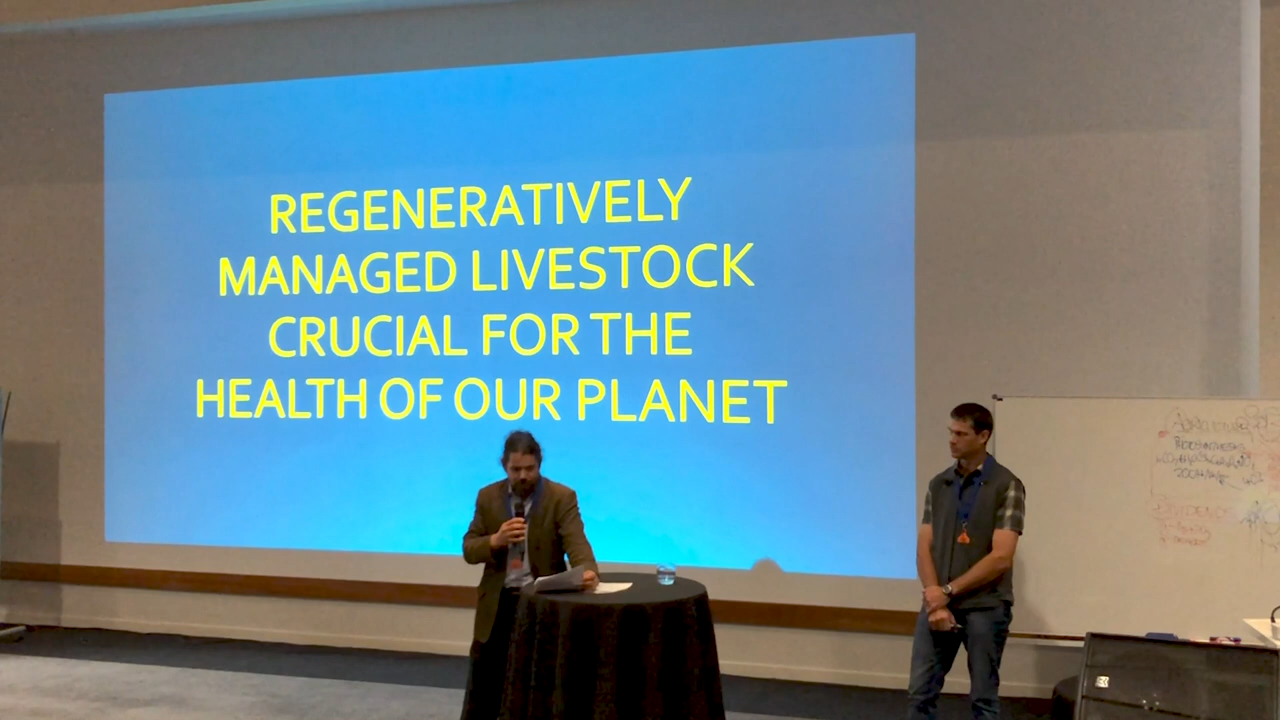 REGENERATIVELY
MANAGED LIVESTOCK
CRUCIAL FOR THE
HEALTH OF OUR PLANET